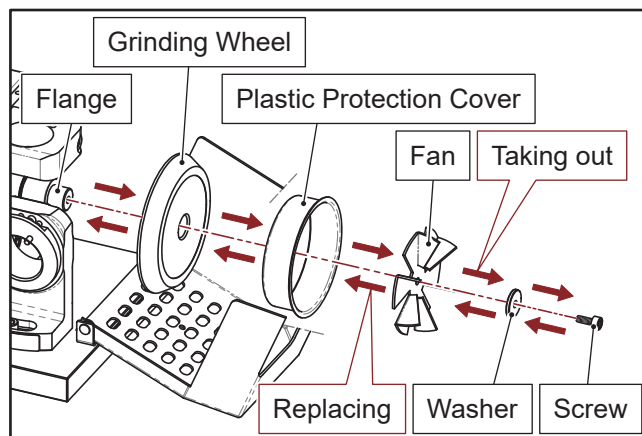 Grinding Wheel
Flange
Plastic Protection Cover
Fan
Taking out
Replacing
Washer
Screw